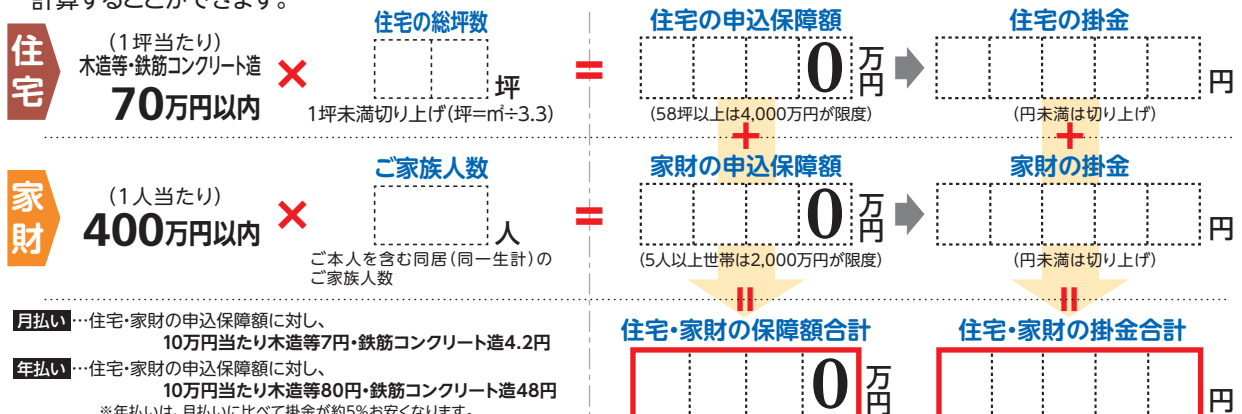 計算することができます。
住宅
(1坪当たり)
木造等・鉄筋コンクリート造
70万円以内
×
住宅の総坪数
坪
1坪未満切り上げ(坪=㎡÷3.3)
=
住宅の申込保障額
0万円
(58坪以上は4,000万円が限度)
住宅の掛金
円
(円未満は切り上げ)
+
+
家財
(1人当たり)
400万円以内
×
ご家族人数
人
ご本人を含む同居(同一生計)の
ご家族人数
=
家財の申込保障額
0万円
(5人以上世帯は2,000万円が限度)
家財の掛金
円
(円未満は切り上げ)
=
=
月払い…住宅・家財の申込保障額に対し、
10万円当たり木造等7円・鉄筋コンクリート造4.2円
年払い…住宅・家財の申込保障額に対し、
10万円当たり木造等80円・鉄筋コンクリート造48円
※年払いは、月払いに比べて掛金が約5%お安くなります。
住宅・家財の保障額合計
0万円
住宅・家財の掛金合計
円